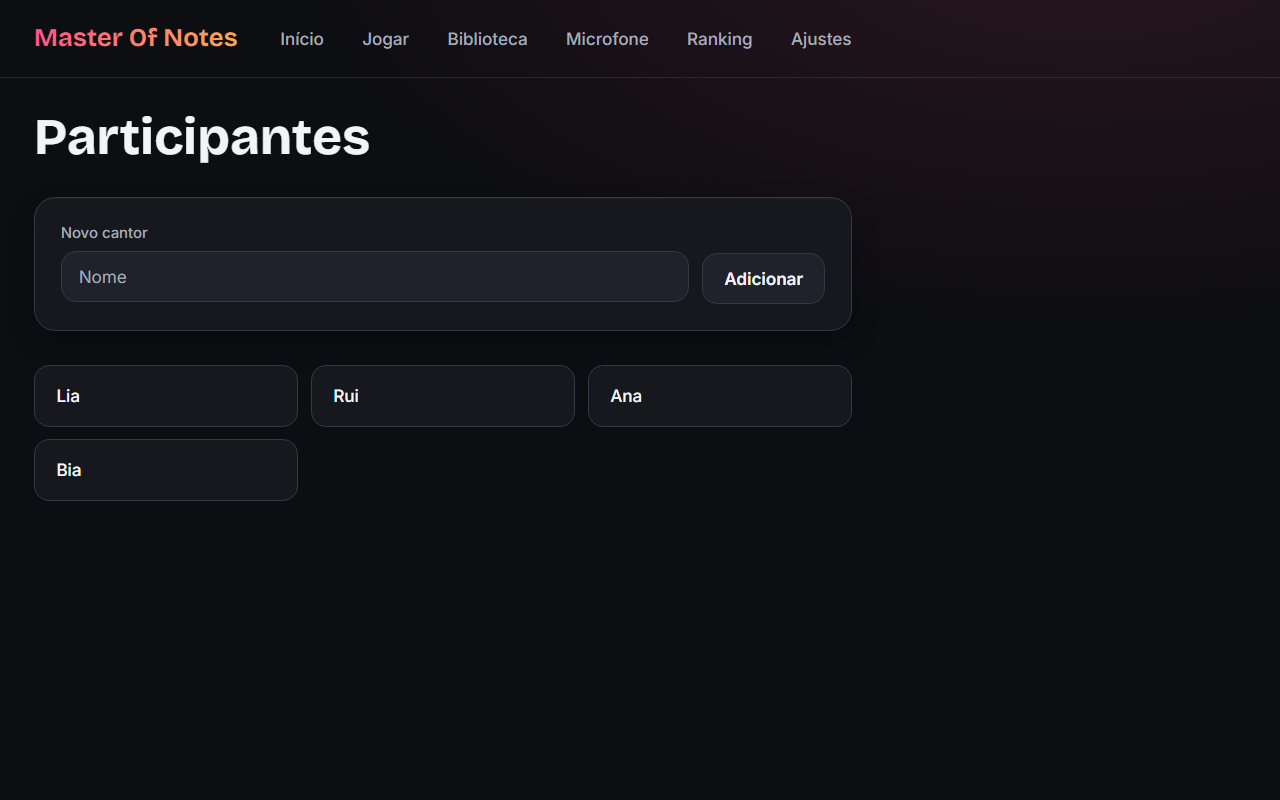 Master Of Notes Início Jogar Biblioteca Microfone Ranking Ajustes
Participantes
Novo cantor
Nome Adicionar
Lia Rui Ana
Bia